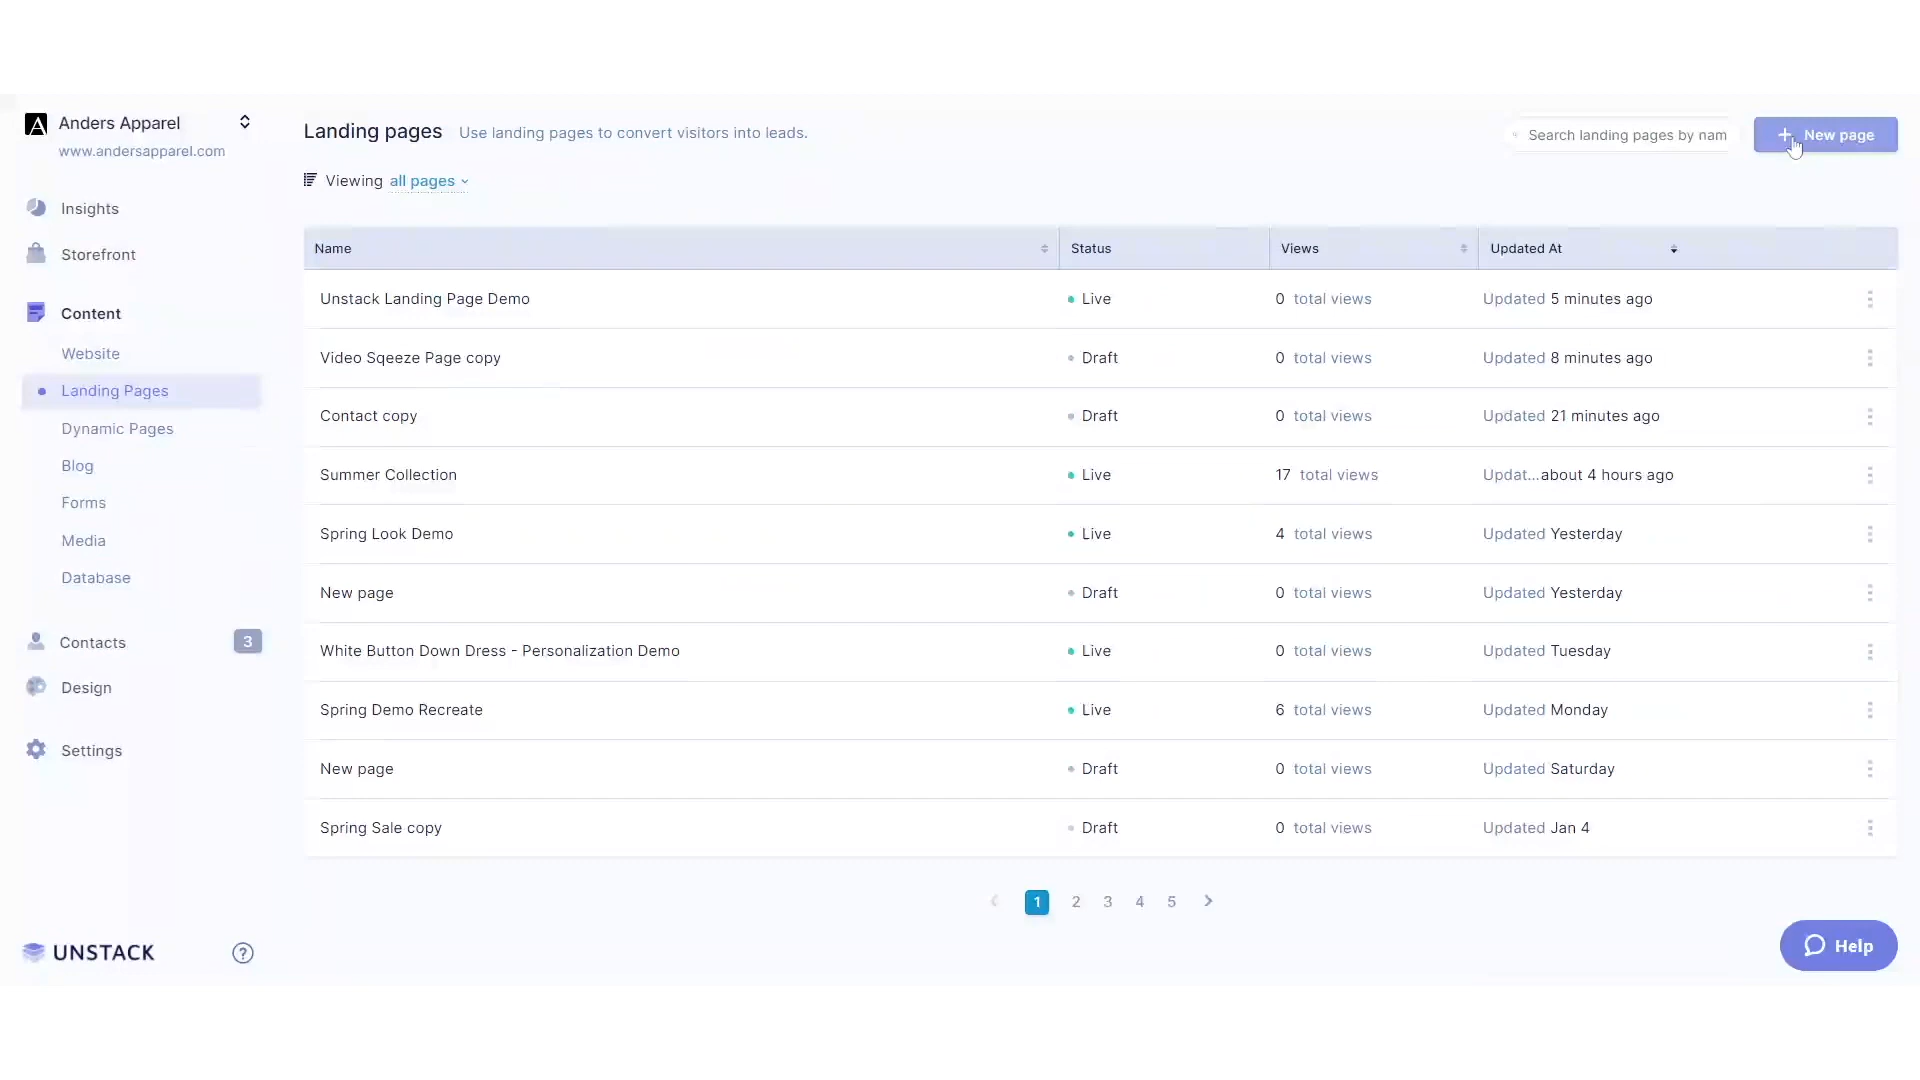 Anders Apparel
www.andersapparel.com
Insights
Storefront
Content
Website
Landing Pages
Dynamic Pages
Blog
Forms
Media
Database
Contacts 3
Design
Settings
UNSTACK ?
Landing pages Use landing pages to convert visitors into leads.
Search landing pages by nam
+ New page
Viewing all pages
Name Status Views Updated At
Unstack Landing Page Demo Live 0 total views Updated 5 minutes ago
Video Sqeeze Page copy Draft 0 total views Updated 8 minutes ago
Contact copy Draft 0 total views Updated 21 minutes ago
Summer Collection Live 17 total views Updat...about 4 hours ago
Spring Look Demo Live 4 total views Updated Yesterday
New page Draft 0 total views Updated Yesterday
White Button Down Dress - Personalization Demo Live 0 total views Updated Tuesday
Spring Demo Recreate Live 6 total views Updated Monday
New page Draft 0 total views Updated Saturday
Spring Sale copy Draft 0 total views Updated Jan 4
1 2 3 4 5
Help